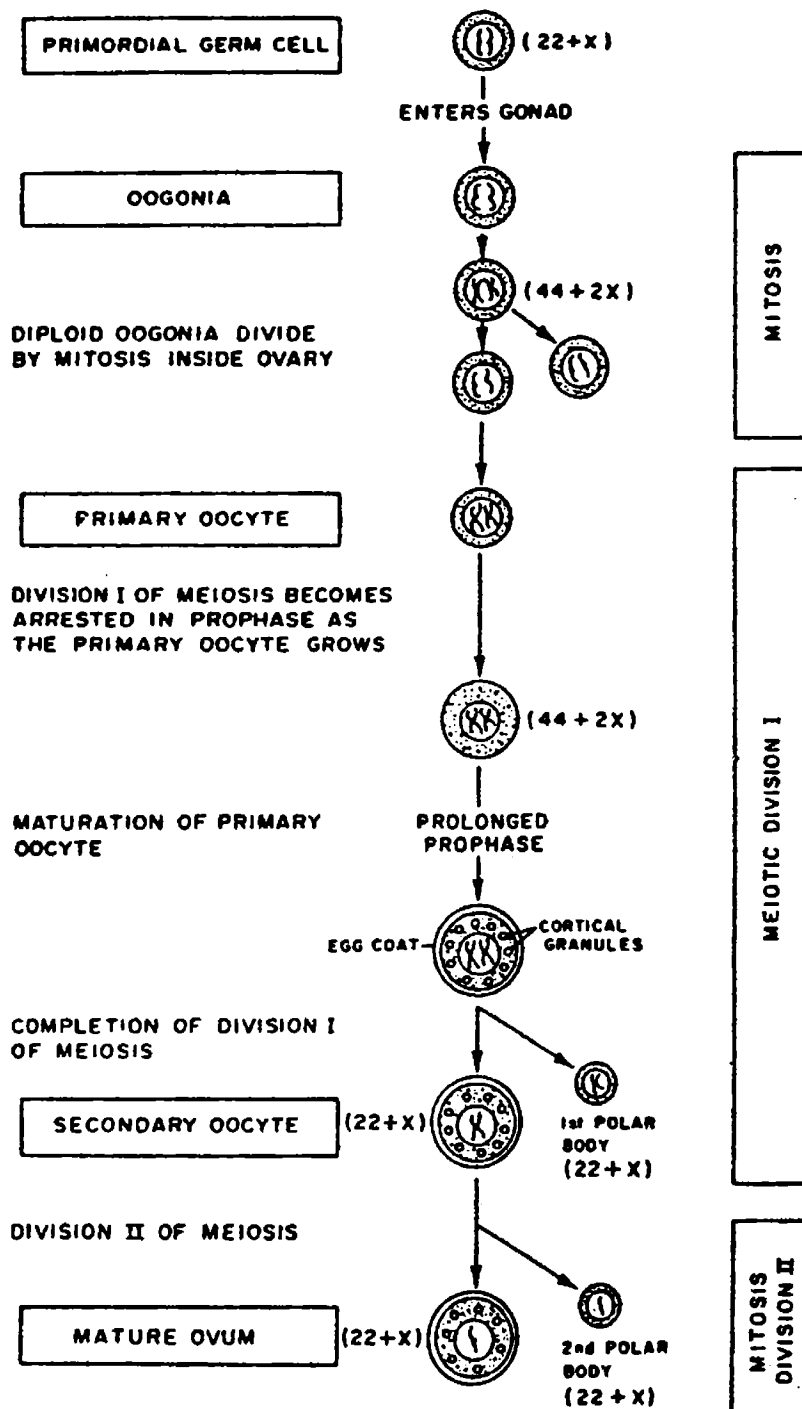 PRIMORDIAL GERM CELL
(22+X)
ENTERS GONAD
OOGONIA
(44+2X)
DIPLOID OOGONIA DIVIDE
BY MITOSIS INSIDE OVARY
MITOSIS
PRIMARY OOCYTE
DIVISION I OF MEIOSIS BECOMES
ARRESTED IN PROPHASE AS
THE PRIMARY OOCYTE GROWS
(44+2X)
MATURATION OF PRIMARY
OOCYTE
PROLONGED
PROPHASE
EGG COAT
CORTICAL
GRANULES
MEIOTIC DIVISION I
COMPLETION OF DIVISION I
OF MEIOSIS
SECONDARY OOCYTE
(22+X)
1st POLAR
BODY
(22+X)
DIVISION II OF MEIOSIS
MATURE OVUM
(22+X)
2nd POLAR
BODY
(22+X)
MITOSIS
DIVISION II